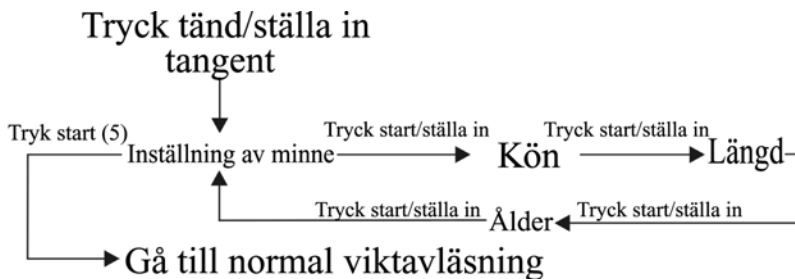 Tryck tänd/ställa in
tangent
Tryk start (5)
Inställning av minne
Tryck start/ställa in
Kön
Tryck start/ställa in
Längd
Tryck start/ställa in
Ålder
Tryck start/ställa in
Gå till normal viktavläsning